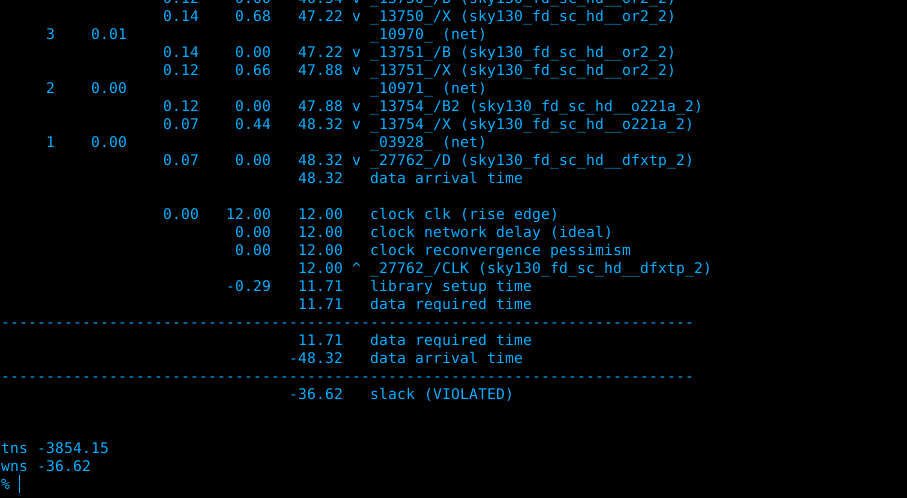 0.14 0.68 47.22 v _13750_/X (sky130_fd_sc_hd__or2_2)
3 0.01 _10970_ (net)
0.14 0.00 47.22 v _13751_/B (sky130_fd_sc_hd__or2_2)
0.12 0.66 47.88 v _13751_/X (sky130_fd_sc_hd__or2_2)
2 0.00 _10971_ (net)
0.12 0.00 47.88 v _13754_/B2 (sky130_fd_sc_hd__o221a_2)
0.07 0.44 48.32 v _13754_/X (sky130_fd_sc_hd__o221a_2)
1 0.00 _03928_ (net)
0.07 0.00 48.32 v _27762_/D (sky130_fd_sc_hd__dfxtp_2)
48.32 data arrival time
0.00 12.00 12.00 clock clk (rise edge)
0.00 12.00 clock network delay (ideal)
0.00 12.00 clock reconvergence pessimism
12.00 ^ _27762_/CLK (sky130_fd_sc_hd__dfxtp_2)
-0.29 11.71 library setup time
11.71 data required time
-----------------------------------------------------------------------------
11.71 data required time
-48.32 data arrival time
-----------------------------------------------------------------------------
-36.62 slack (VIOLATED)
tns -3854.15
wns -36.62
%